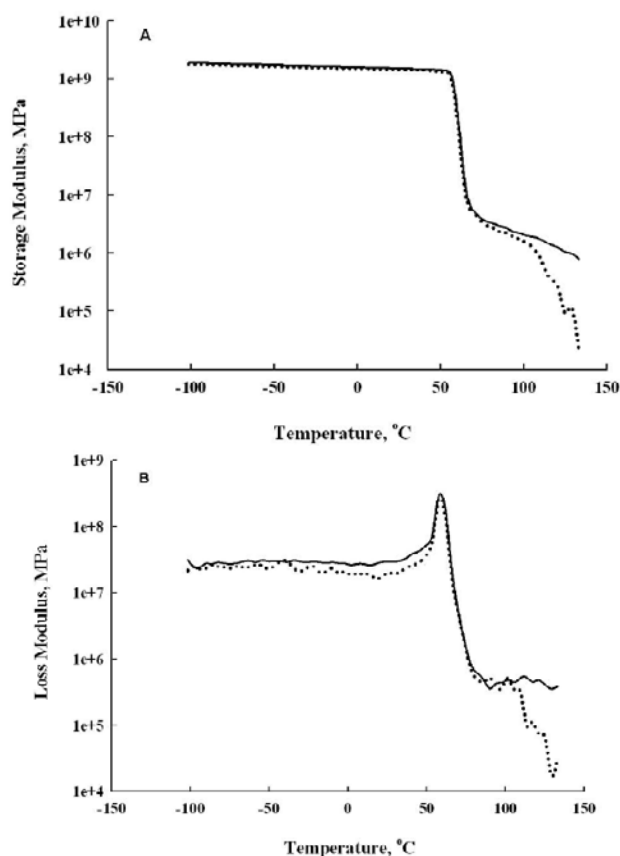 A
1e+10
1e+9
1e+8
1e+7
1e+6
1e+5
1e+4
Storage Modulus, MPa
-150 -100 -50 0 50 100 150
Temperature, °C
B
1e+9
1e+8
1e+7
1e+6
1e+5
1e+4
Loss Modulus, MPa
-150 -100 -50 0 50 100 150
Temperature, °C